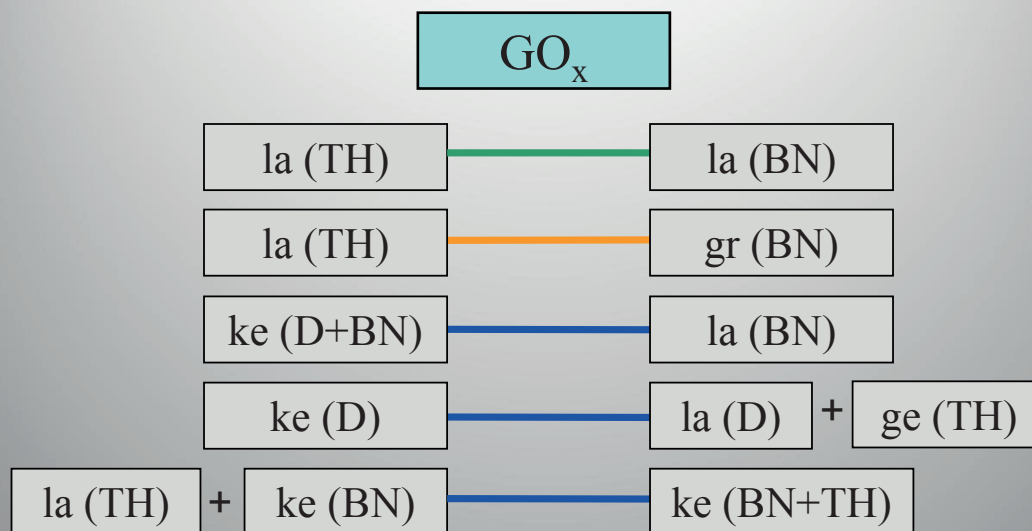 GOₓ
la (TH) la (BN)
la (TH) gr (BN)
ke (D+BN) la (BN)
ke (D) la (D) + ge (TH)
la (TH) + ke (BN) ke (BN+TH)